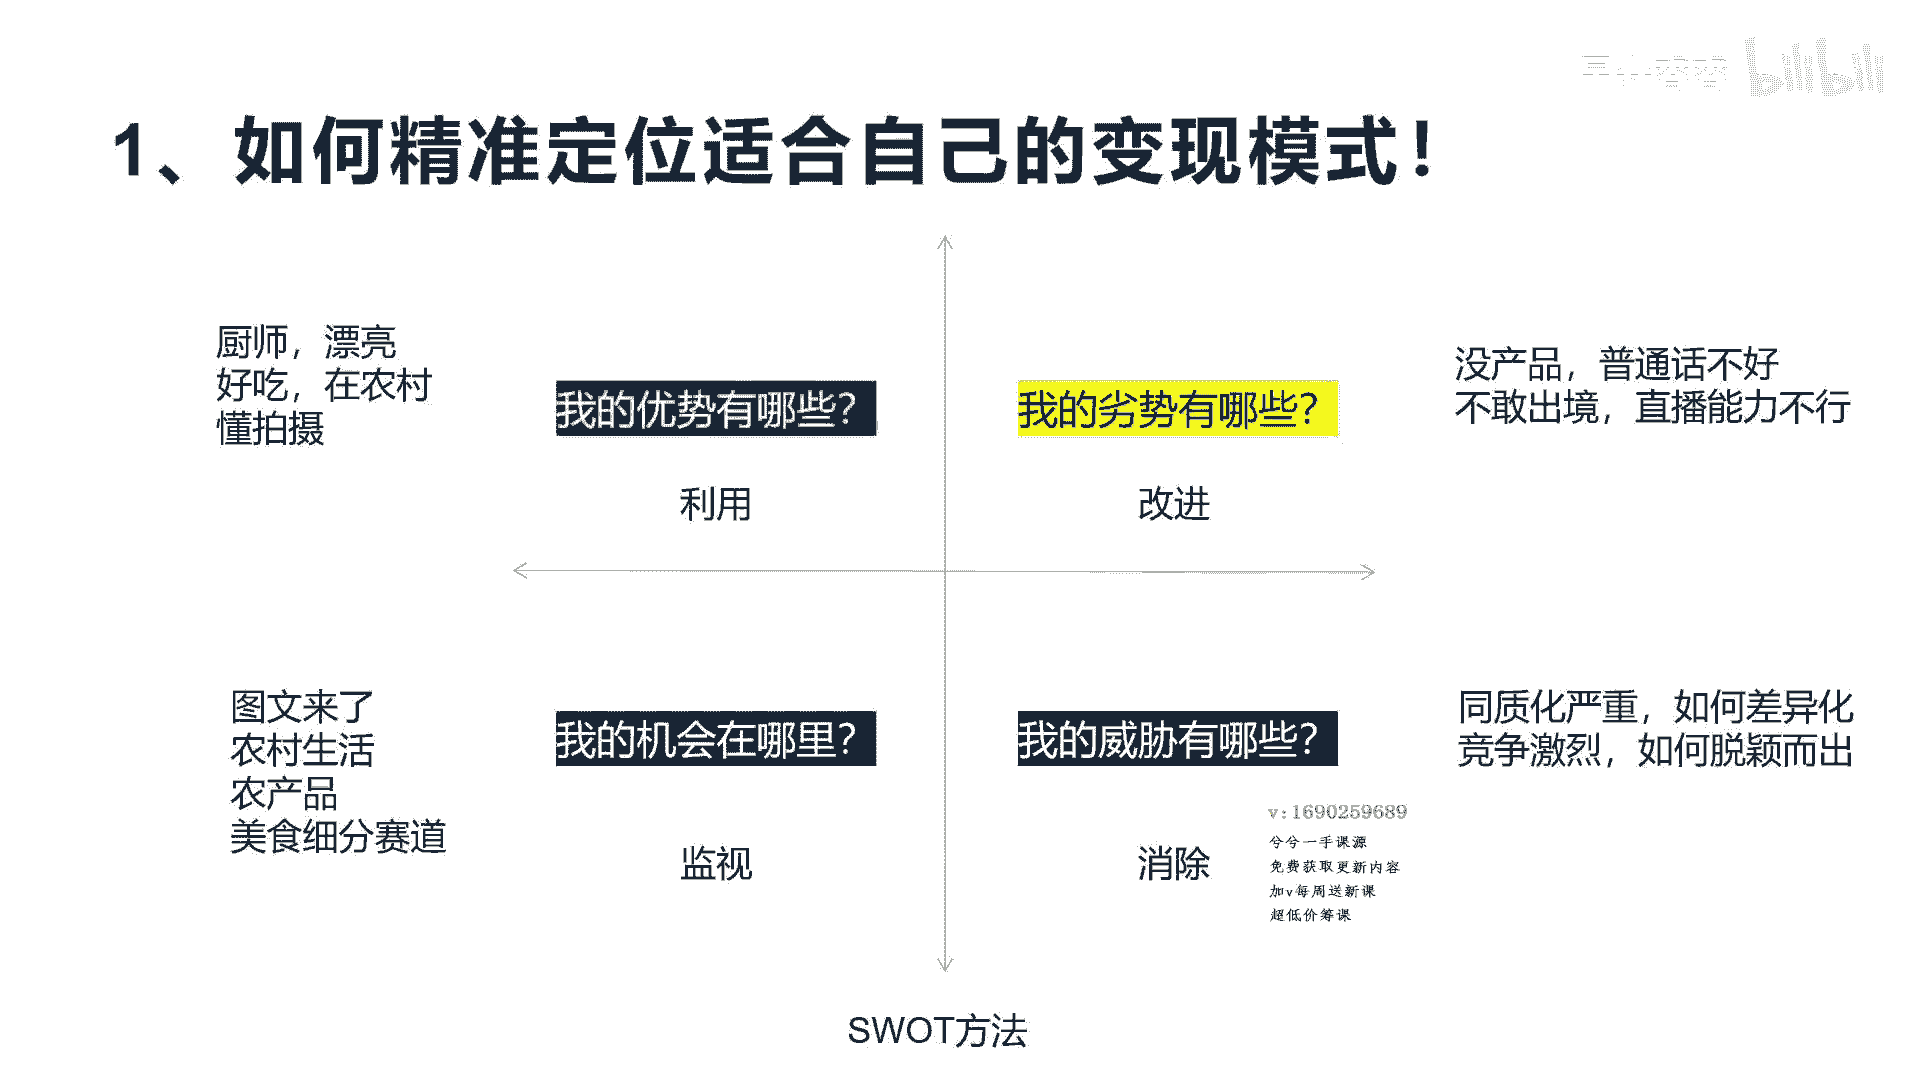 bilibili
1、如何精准定位适合自己的变现模式！
厨师，漂亮
好吃，在农村
懂拍摄
我的优势有哪些？
利用
我的劣势有哪些？
改进
没产品，普通话不好
不敢出境，直播能力不行
图文来了
农村生活
农产品
美食细分赛道
我的机会在哪里？
监视
我的威胁有哪些？
消除
同质化严重，如何差异化
竞争激烈，如何脱颖而出
v:1690259689
兮兮一手课源
免费获取更新内容
加v每周送新课
超低价筹课
SWOT方法